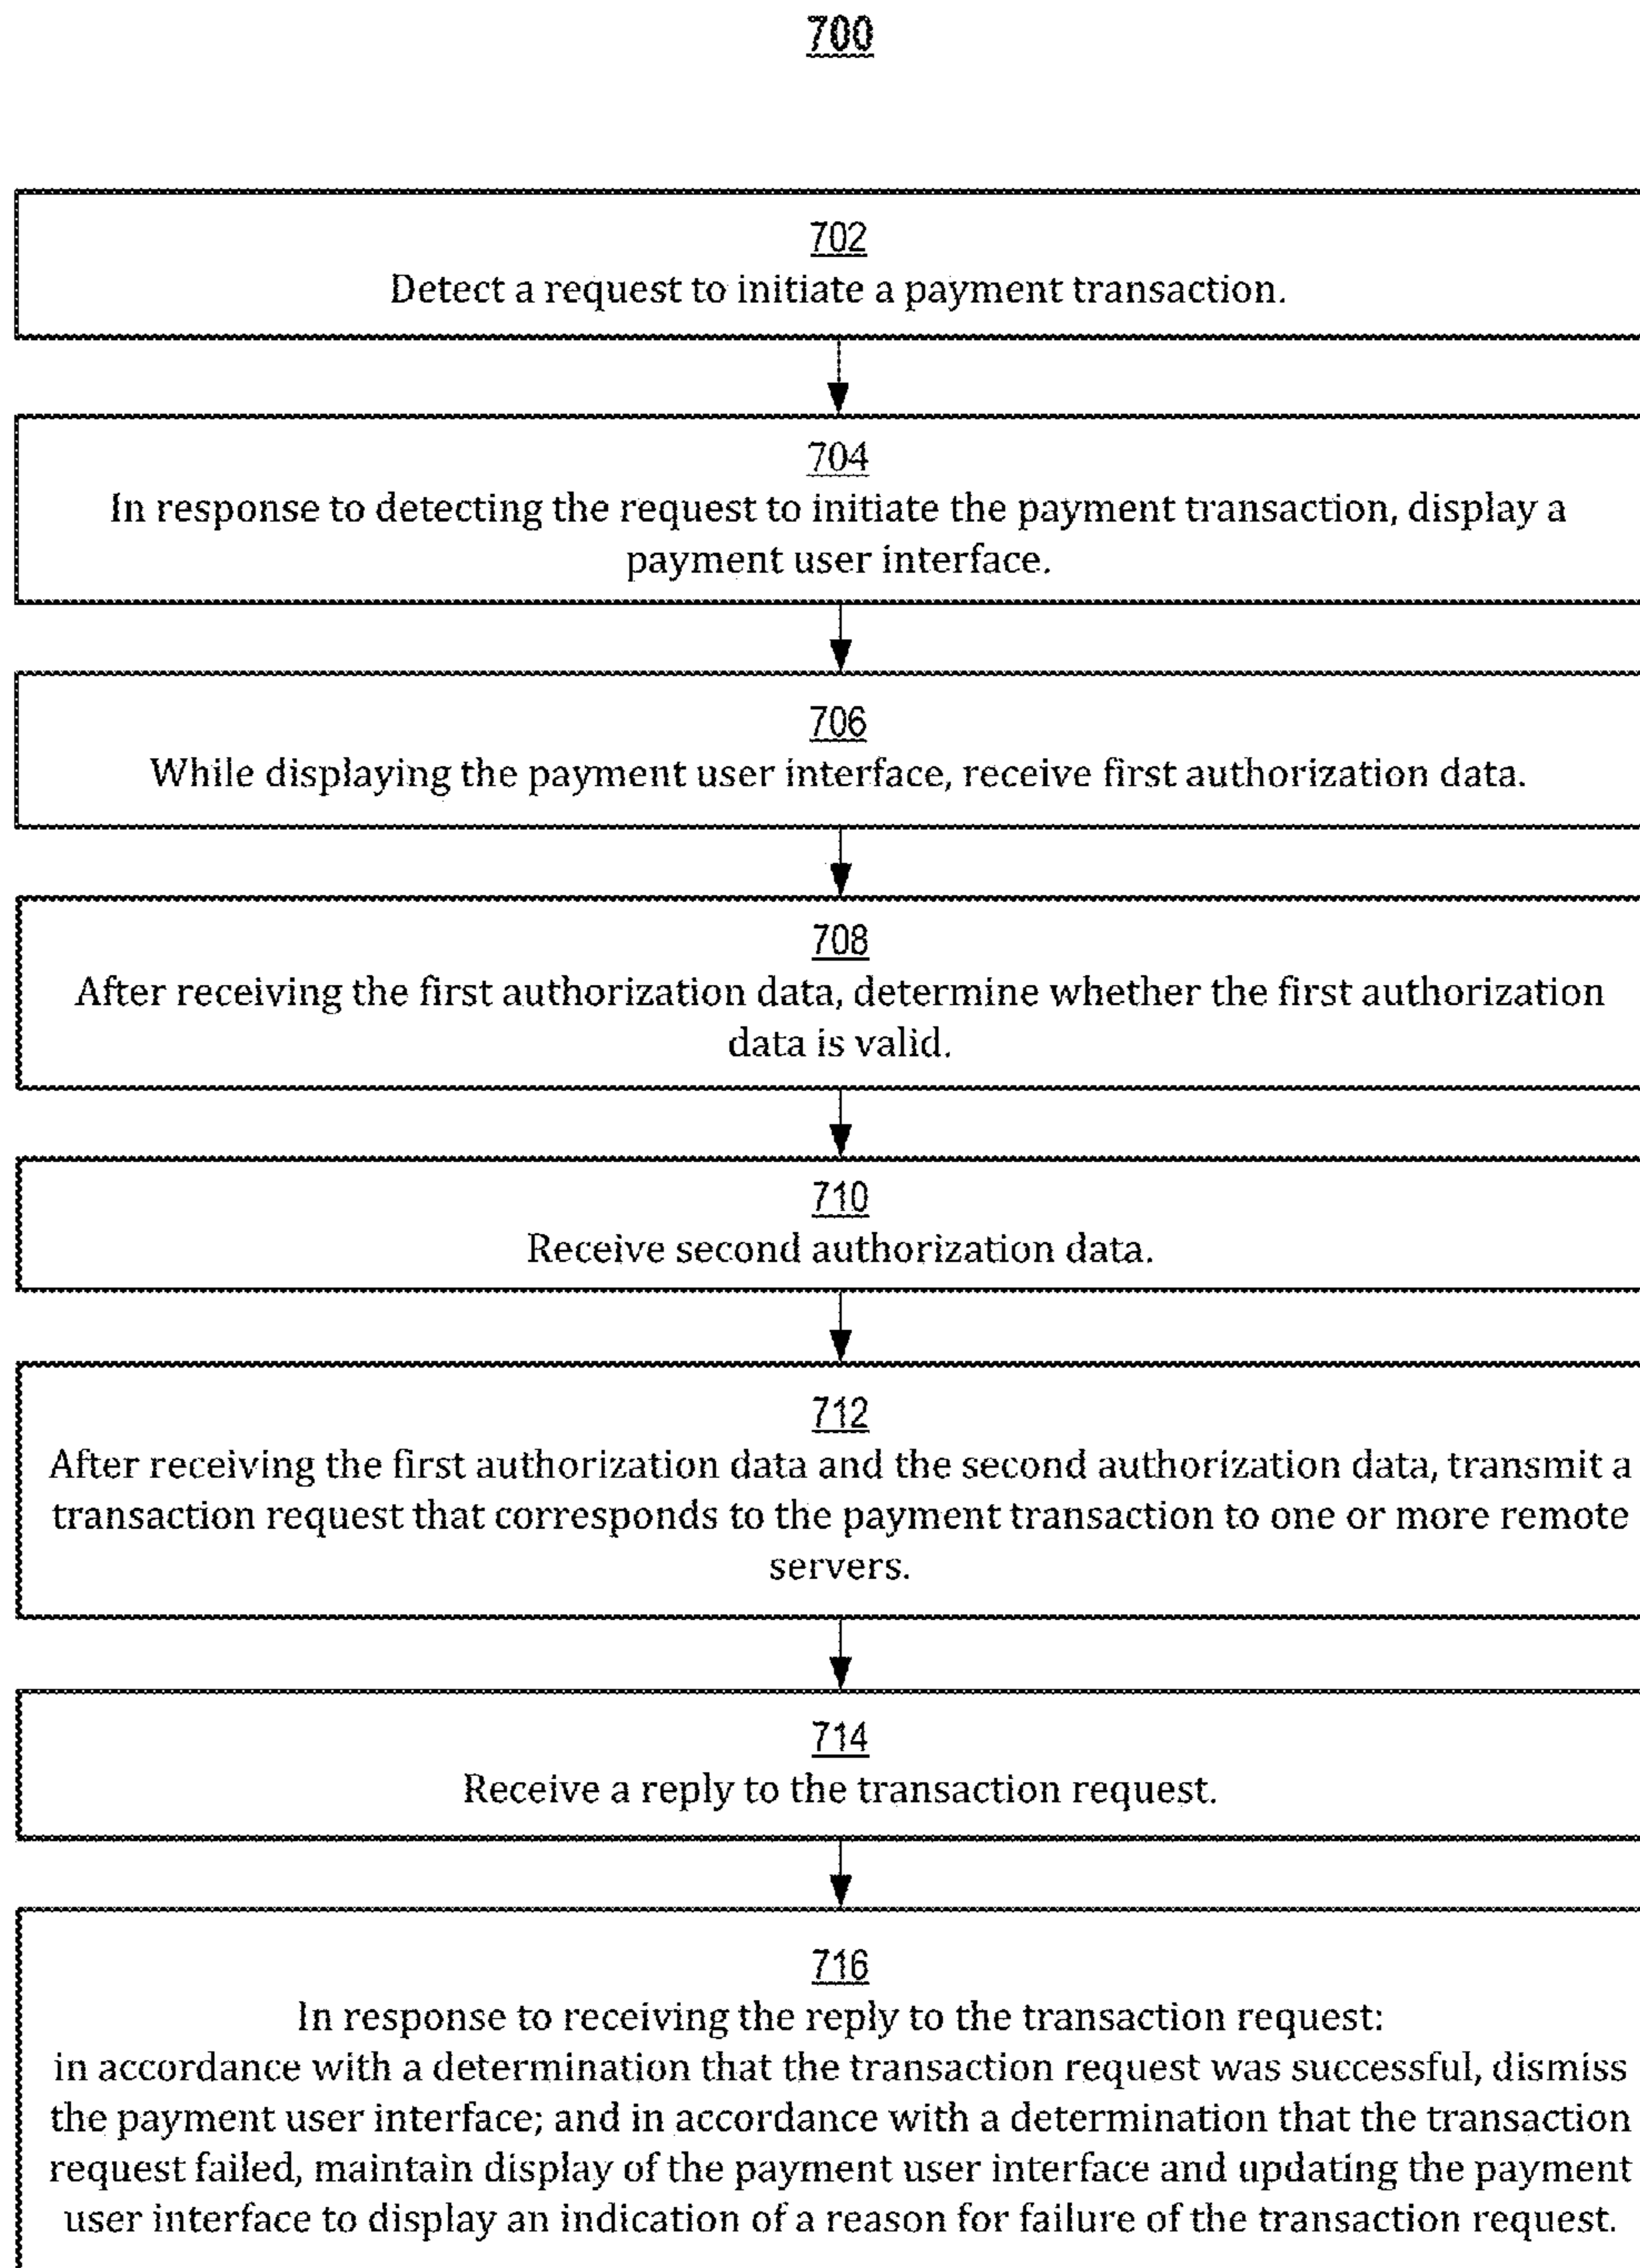 700
702
Detect a request to initiate a payment transaction.
704
In response to detecting the request to initiate the payment transaction, display a
payment user interface.
706
While displaying the payment user interface, receive first authorization data.
708
After receiving the first authorization data, determine whether the first authorization
data is valid.
710
Receive second authorization data.
712
After receiving the first authorization data and the second authorization data, transmit a
transaction request that corresponds to the payment transaction to one or more remote
servers.
714
Receive a reply to the transaction request.
716
In response to receiving the reply to the transaction request:
in accordance with a determination that the transaction request was successful, dismiss
the payment user interface; and in accordance with a determination that the transaction
request failed, maintain display of the payment user interface and updating the payment
user interface to display an indication of a reason for failure of the transaction request.